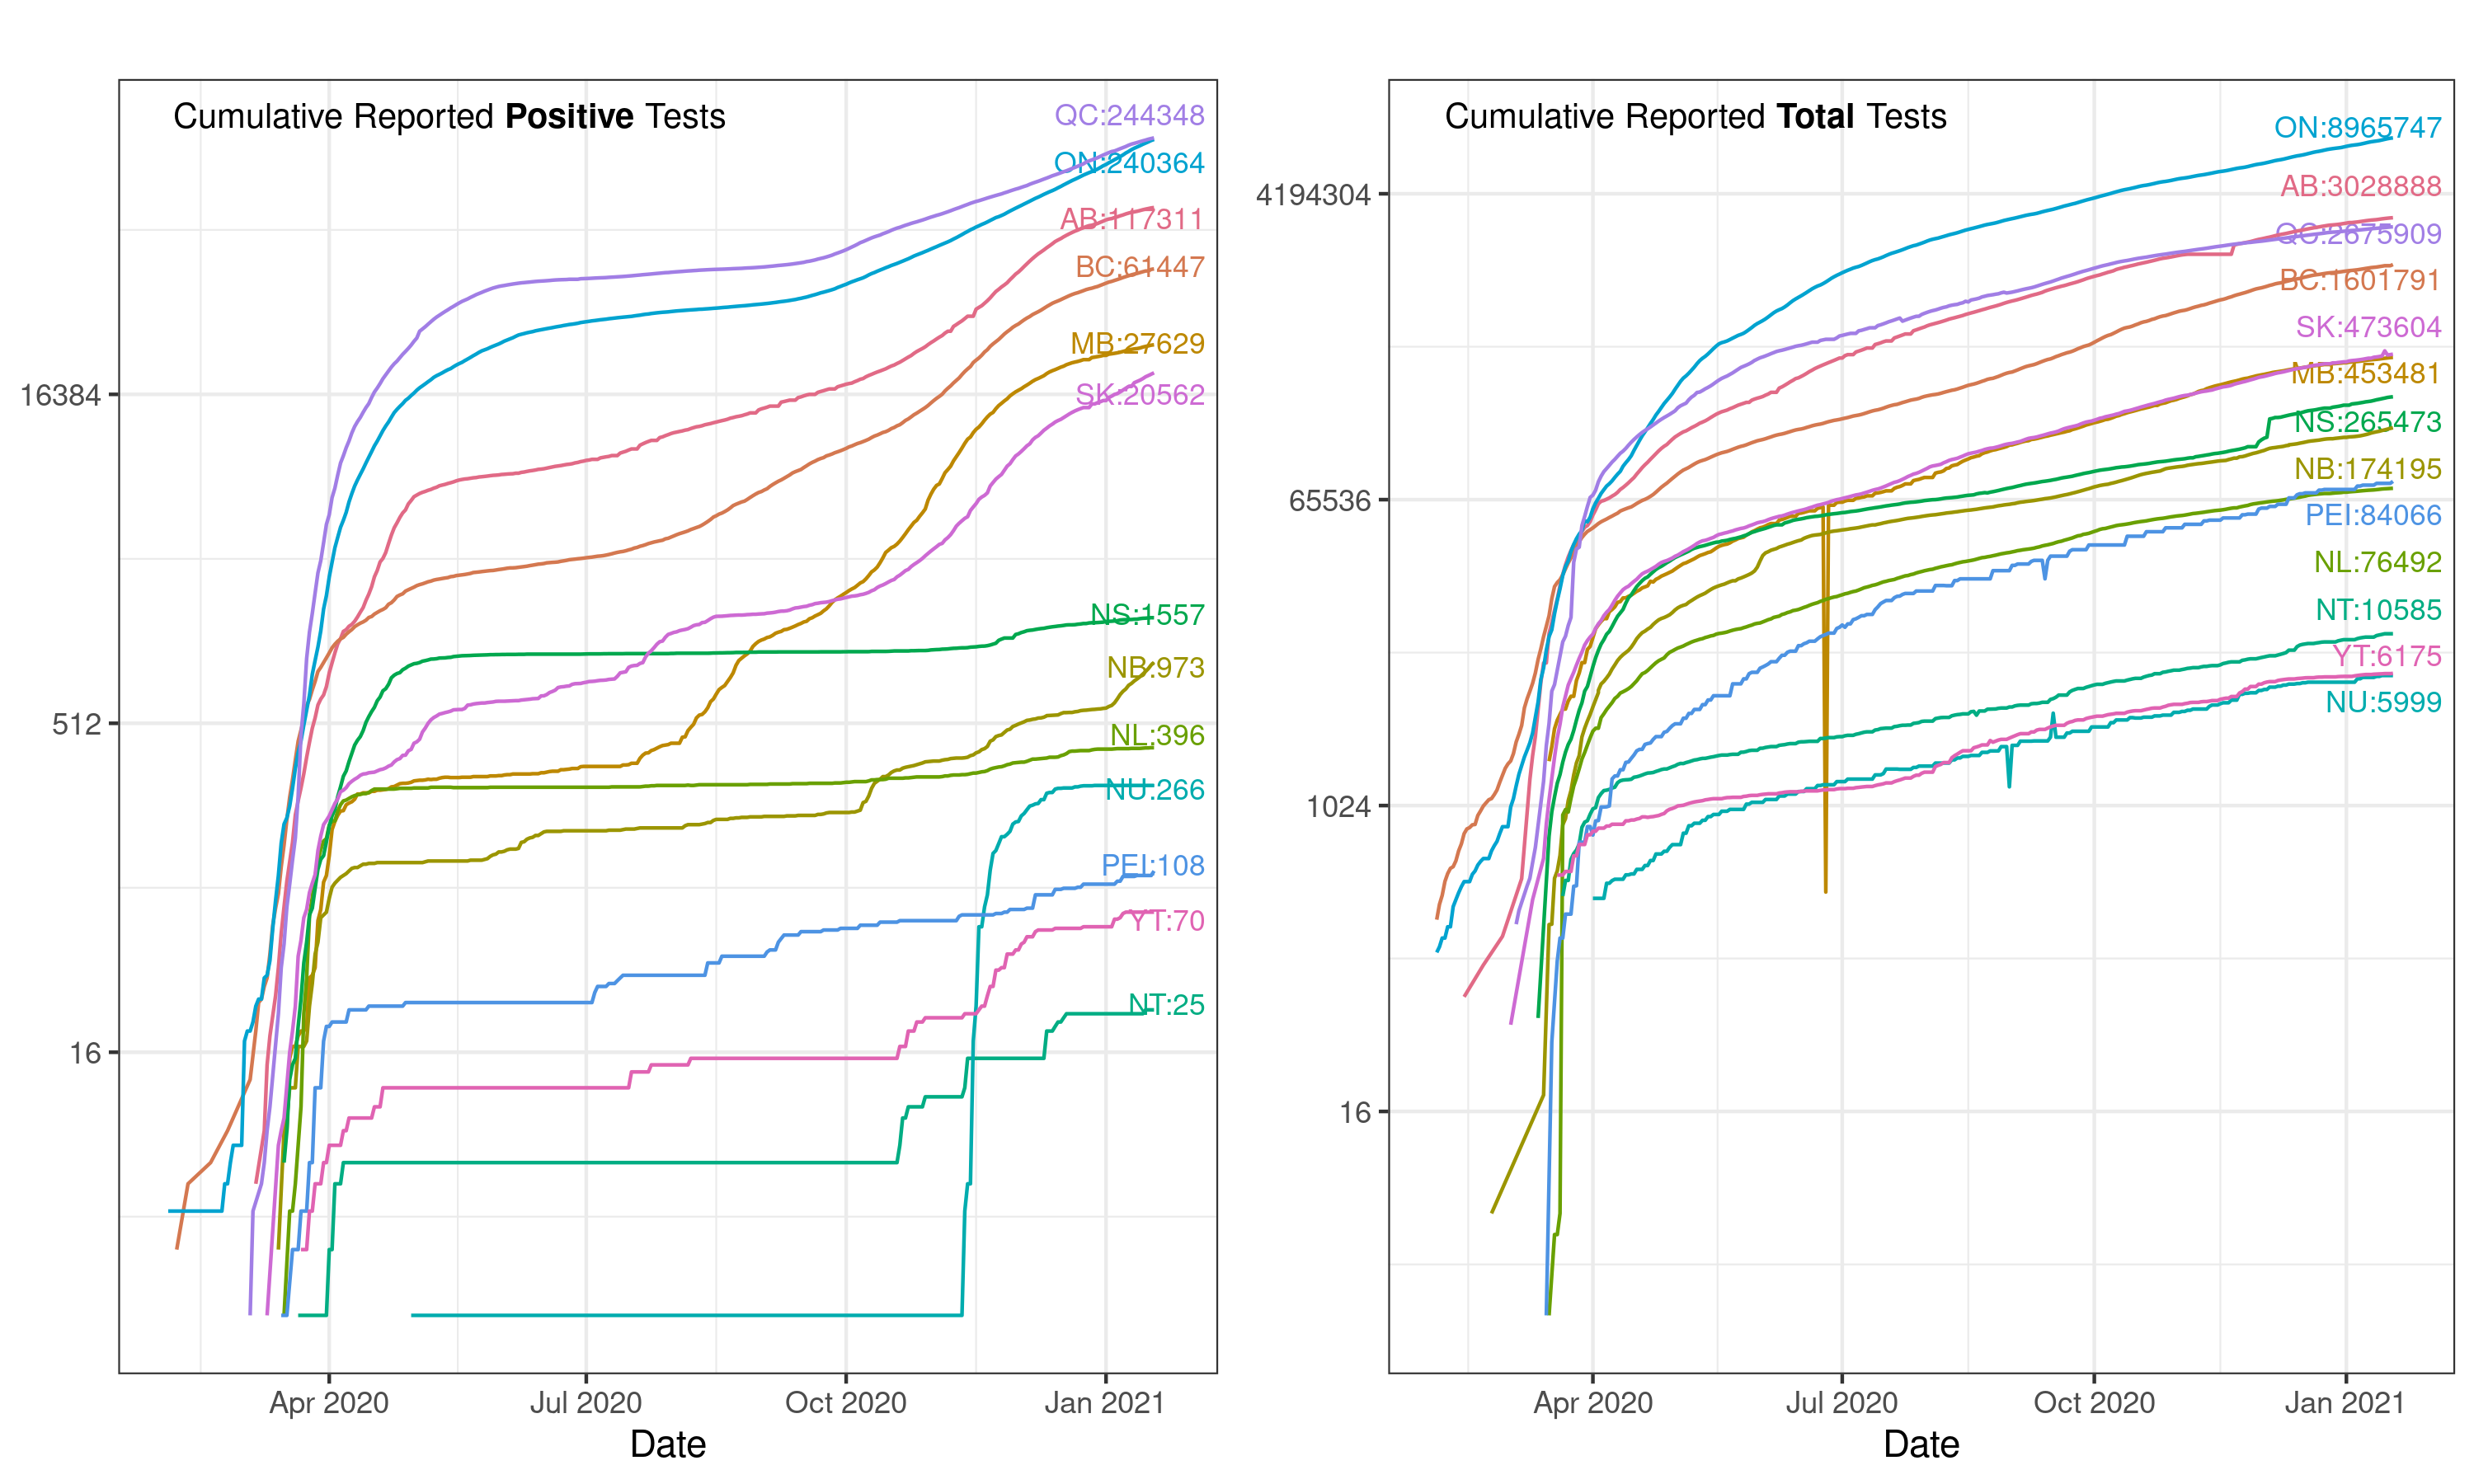 Cumulative Reported Positive Tests
QC:244348
ON:240364
AB:117311
BC:61447
MB:27629
SK:20562
NS:1557
NB:973
NL:396
NU:266
PEI:108
YT:70
NT:25
16384
512
16
Apr 2020
Jul 2020
Oct 2020
Jan 2021
Date
Cumulative Reported Total Tests
ON:8965747
AB:3028888
QC:2675909
BC:1601791
SK:473604
MB:453481
NS:265473
NB:174195
PEI:84066
NL:76492
NT:10585
YT:6175
NU:5999
4194304
65536
1024
16
Apr 2020
Jul 2020
Oct 2020
Jan 2021
Date